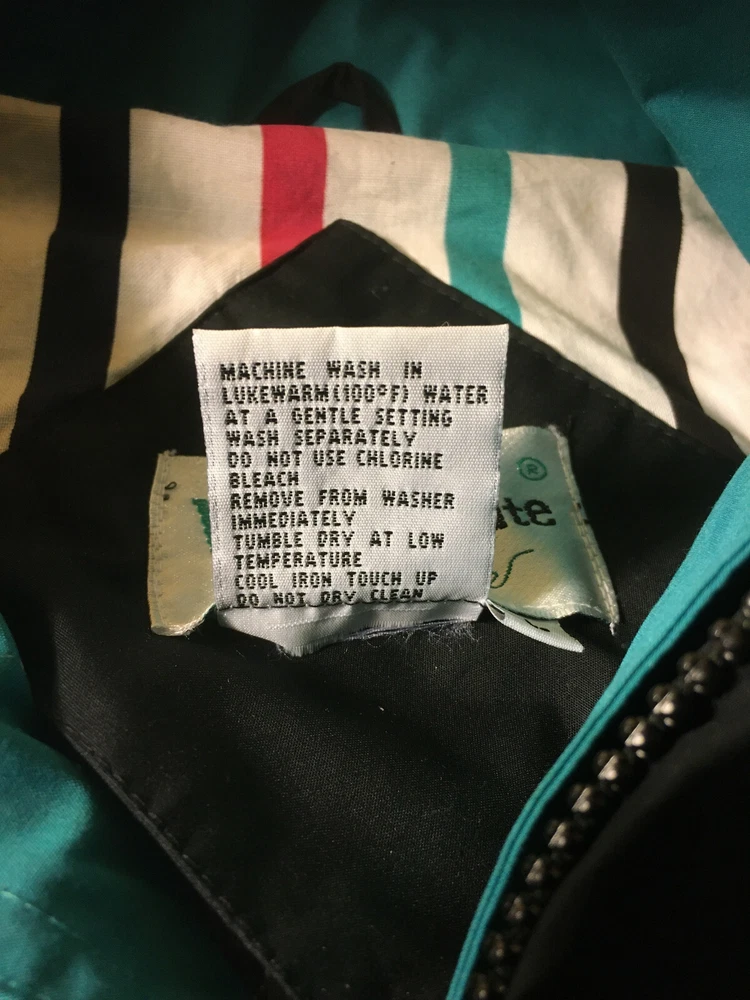 MACHINE WASH IN
LUKEWARM(100°F) WATER
AT A GENTLE SETTING
WASH SEPARATELY
DO NOT USE CHLORINE
BLEACH
REMOVE FROM WASHER
IMMEDIATELY
TUMBLE DRY AT LOW
TEMPERATURE
COOL IRON TOUCH UP
DO NOT DRY CLEAN
®
te